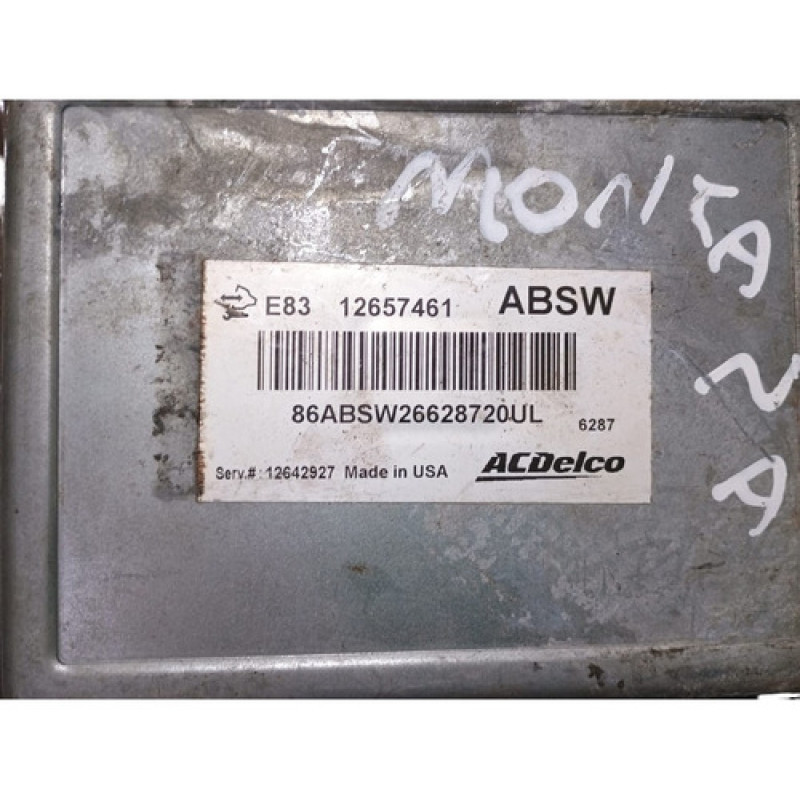 MONTANA
E83 12657461 ABSW
86ABSW26628720UL
6287
Serv.#: 12642927 Made in USA
ACDelco